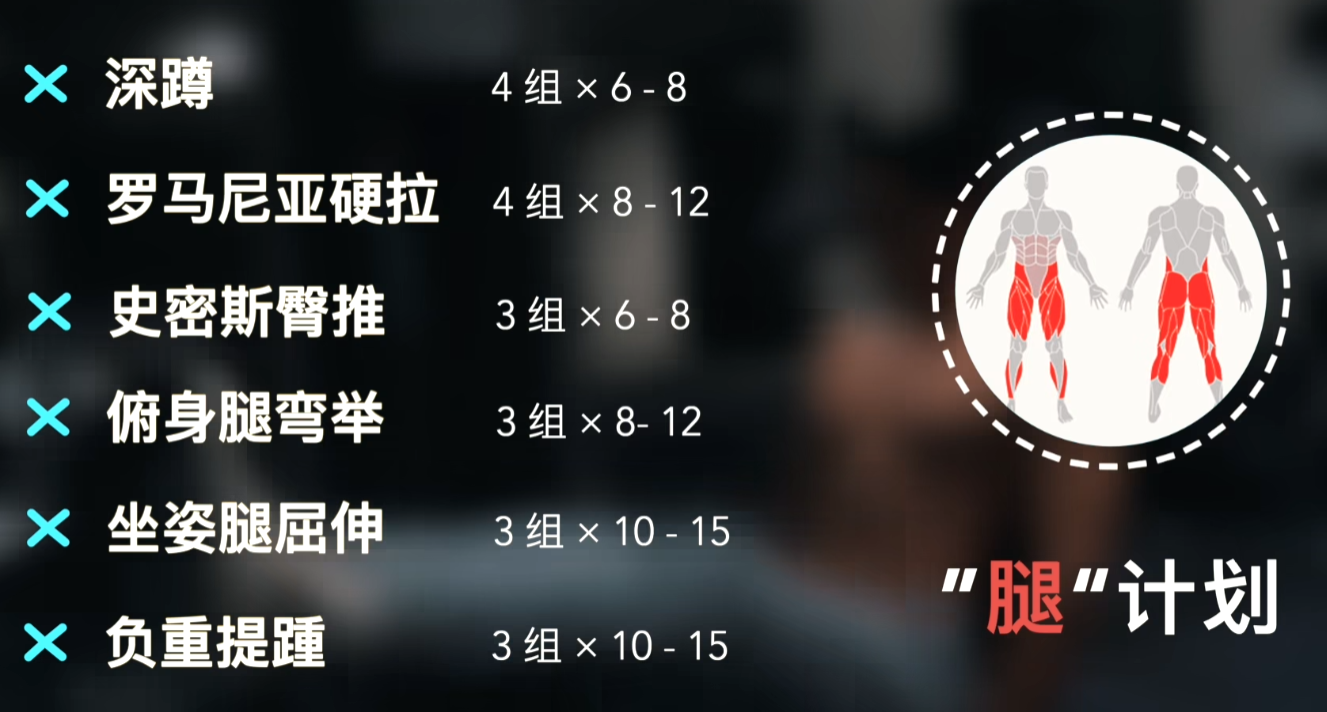 深蹲 4 组 × 6 - 8
罗马尼亚硬拉 4 组 × 8 - 12
史密斯臀推 3 组 × 6 - 8
俯身腿弯举 3 组 × 8- 12
坐姿腿屈伸 3 组 × 10 - 15
负重提踵 3 组 × 10 - 15
"腿"计划